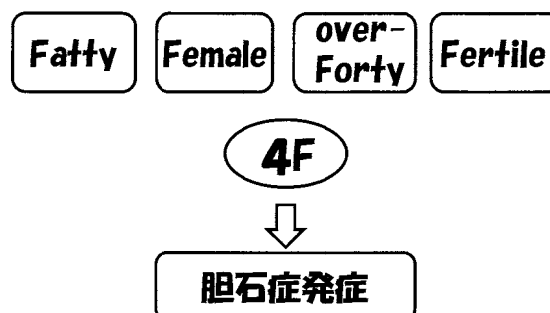 Fatty
Female
over-
Forty
Fertile
4F
胆石症発症